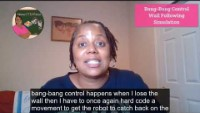 Bang-Bang Control
Wall Following
Simulation
bang-bang control happens when I lose the
wall then I have to once again hard code a
movement to get the robot to catch back on the